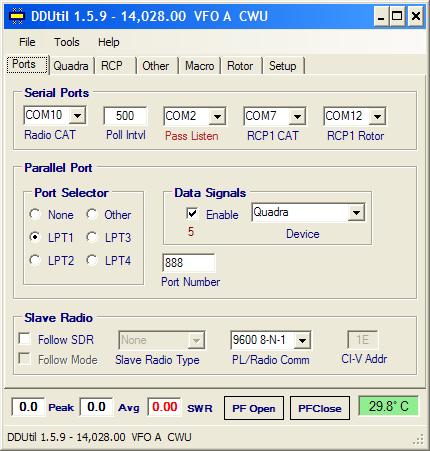 DDUtil 1.5.9 - 14,028.00 VFO A CWU
File Tools Help
Ports Quadra RCP Other Macro Rotor Setup
Serial Ports
COM10 500 COM2 COM7 COM12
Radio CAT Poll Intvl Pass Listen RCP1 CAT RCP1 Rotor
Parallel Port
Port Selector
None Other
LPT1 LPT3
LPT2 LPT4
Data Signals
Enable Quadra
5 Device
888
Port Number
Slave Radio
Follow SDR None 9600 8-N-1 1E
Follow Mode Slave Radio Type PL/Radio Comm CI-V Addr
0.0 Peak 0.0 Avg 0.00 SWR PF Open PFClose 29.8° C
DDUtil 1.5.9 - 14,028.00 VFO A CWU